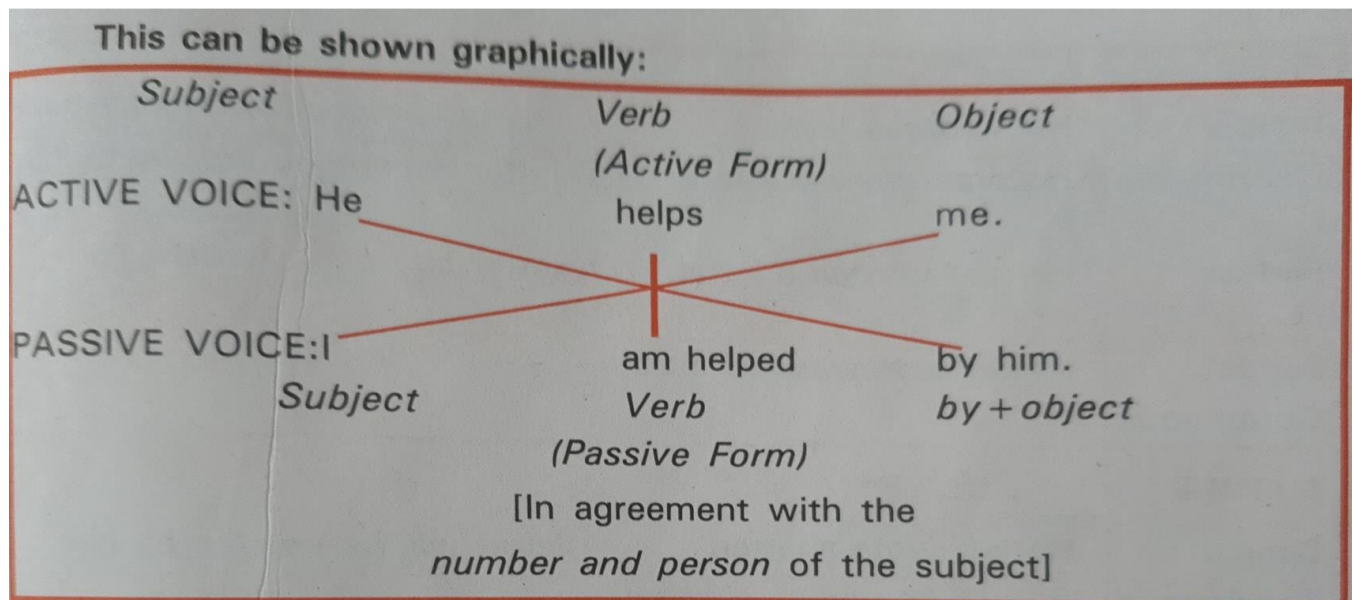 This can be shown graphically:
Subject Verb Object
(Active Form)
ACTIVE VOICE: He helps me.
PASSIVE VOICE:I am helped by him.
Subject Verb by + object
(Passive Form)
[In agreement with the
number and person of the subject]